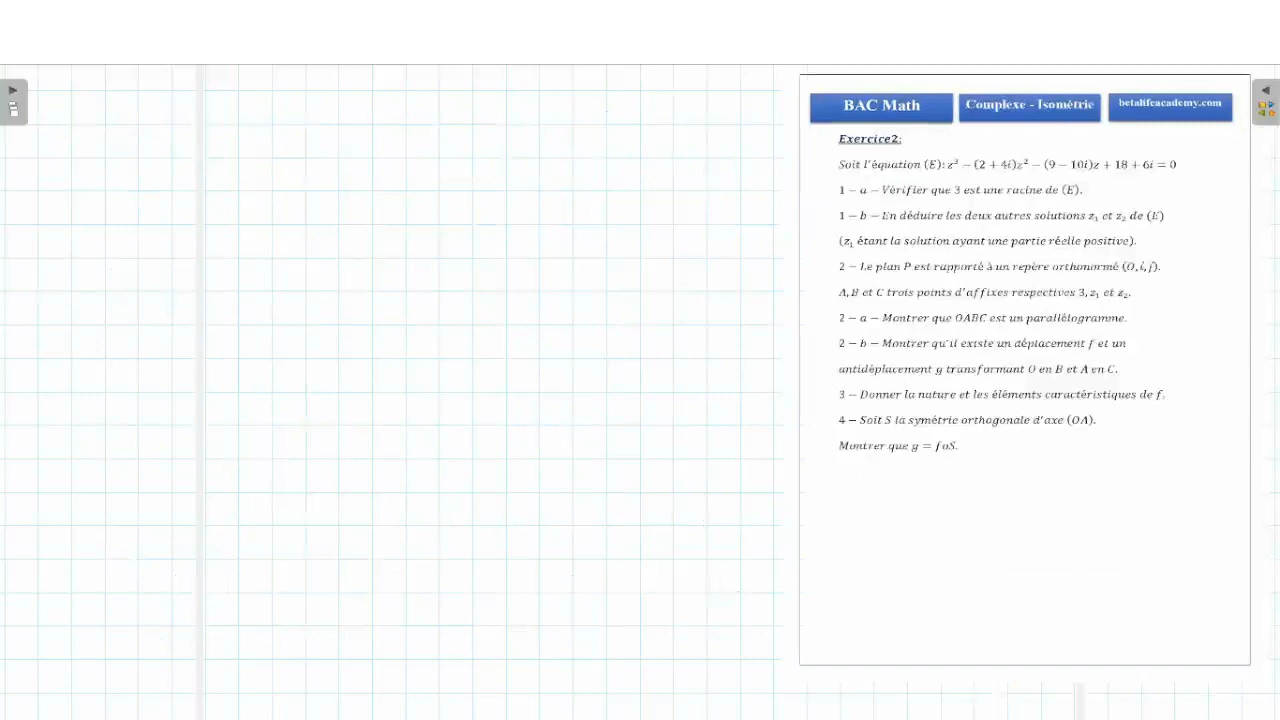 BAC Math
Complexe - Isométrie
betalifeacademy.com
Exercice2:
Soit l'équation (E): z³ − (2 + 4i)z² − (9 − 10i)z + 18 + 6i = 0
1 − a − Vérifier que 3 est une racine de (E).
1 − b − En déduire les deux autres solutions z₁ et z₂ de (E)
(z₁ étant la solution ayant une partie réelle positive).
2 − Le plan P est rapporté à un repère orthonormé (O, i, j).
A, B et C trois points d'affixes respectives 3, z₁ et z₂.
2 − a − Montrer que OABC est un parallélogramme.
2 − b − Montrer qu'il existe un déplacement f et un
antidéplacement g transformant O en B et A en C.
3 − Donner la nature et les éléments caractéristiques de f.
4 − Soit S la symétrie orthogonale d'axe (OA).
Montrer que g = foS.